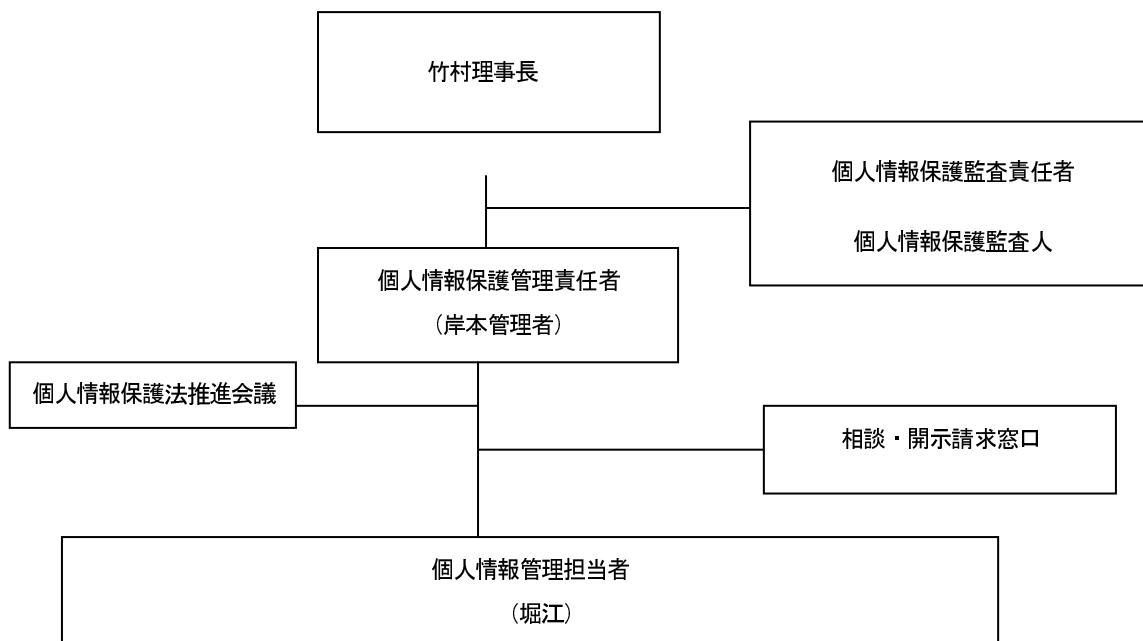 竹村理事長
個人情報保護監査責任者
個人情報保護監査人
個人情報保護管理責任者
（岸本管理者）
個人情報保護法推進会議
相談・開示請求窓口
個人情報管理担当者
（堀江）